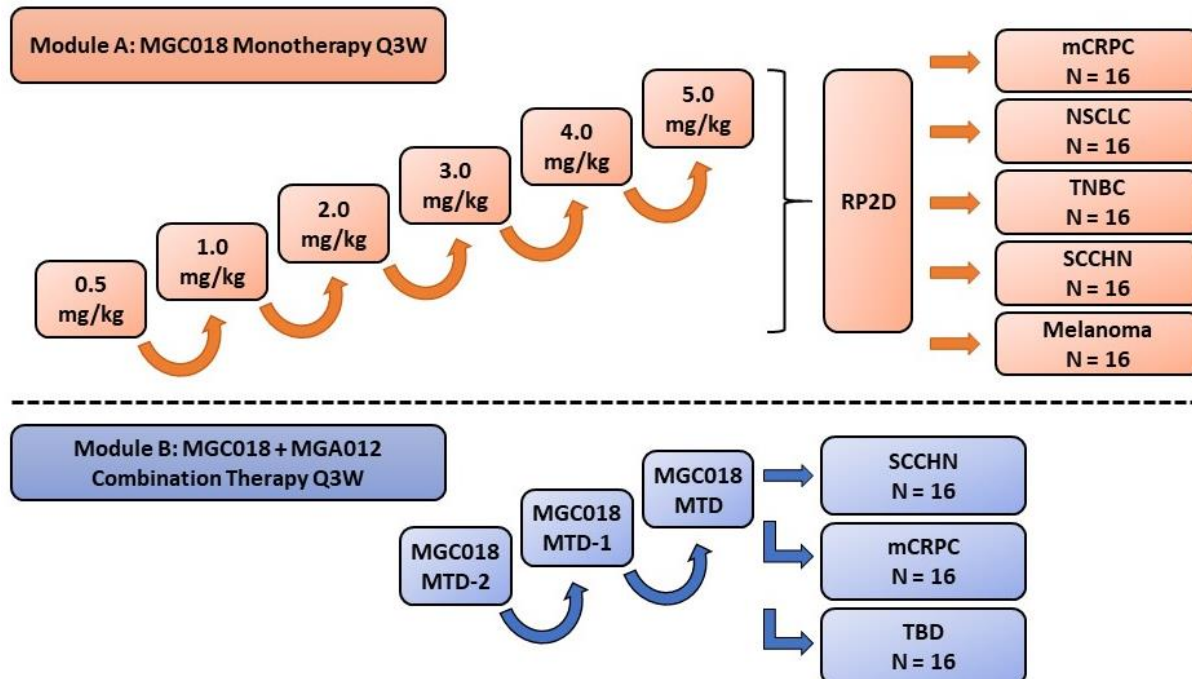 Module A: MGC018 Monotherapy Q3W
0.5
mg/kg
1.0
mg/kg
2.0
mg/kg
3.0
mg/kg
4.0
mg/kg
5.0
mg/kg
RP2D
mCRPC
N = 16
NSCLC
N = 16
TNBC
N = 16
SCCHN
N = 16
Melanoma
N = 16
Module B: MGC018 + MGA012
Combination Therapy Q3W
MGC018
MTD-2
MGC018
MTD-1
MGC018
MTD
SCCHN
N = 16
mCRPC
N = 16
TBD
N = 16